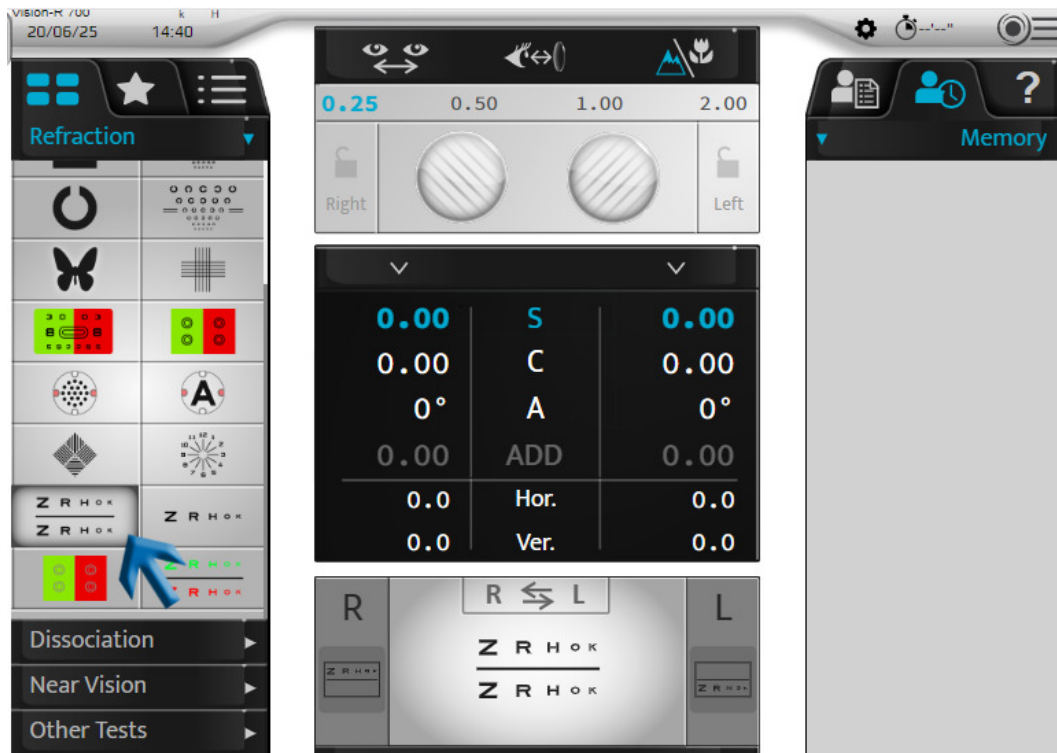 Vision-R 700
k H
20/06/25 14:40
--'--"
Refraction
0.25 0.50 1.00 2.00
Right Left
? 
Memory
0.00 S 0.00
0.00 C 0.00
0° A 0°
0.00 ADD 0.00
0.0 Hor. 0.0
0.0 Ver. 0.0
A
Z R H O K
Z R H O K
Z R H O K
Z R H O K
R H O K
Dissociation
Near Vision
Other Tests
R R L L
Z R H O K
Z R H O K
Z R H O K
Z R H O K